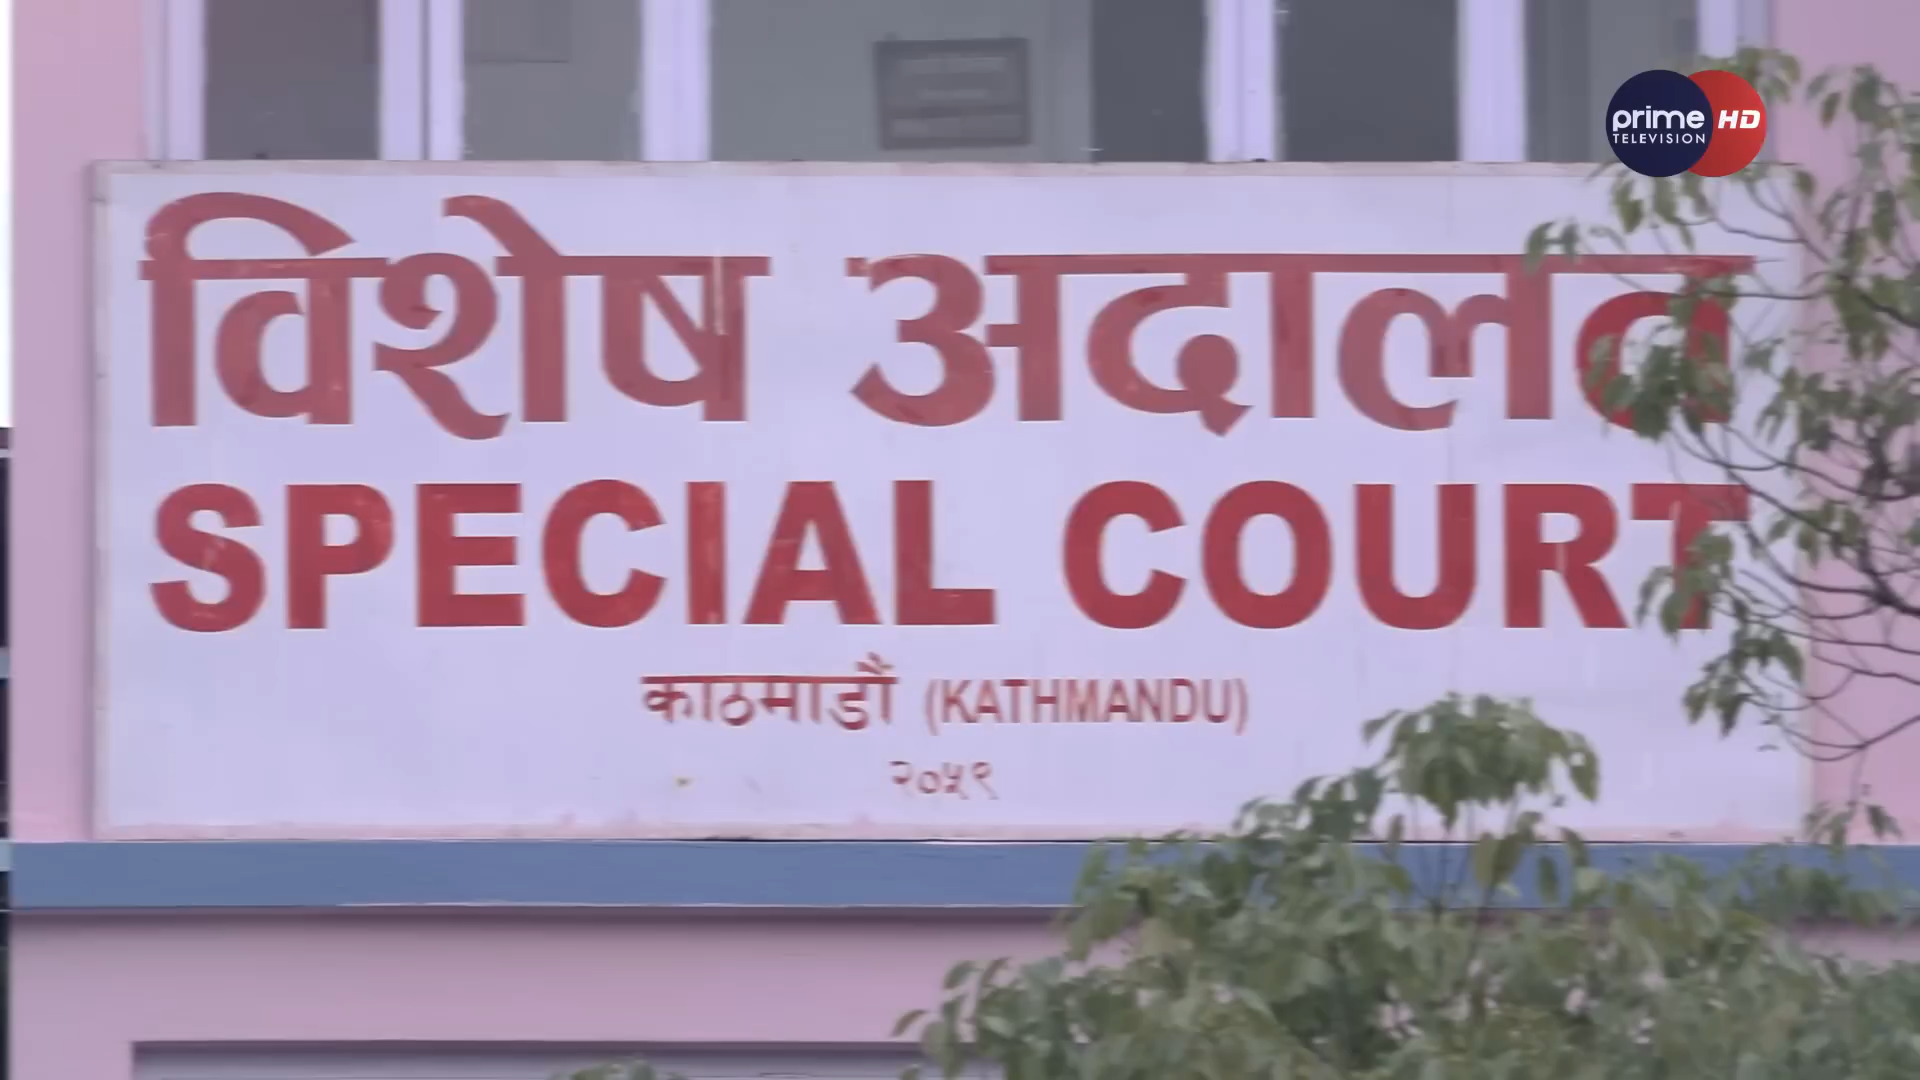 prime HD
TELEVISION
विशेष अदालत
SPECIAL COURT
काठमाडौं (KATHMANDU)
२०५९